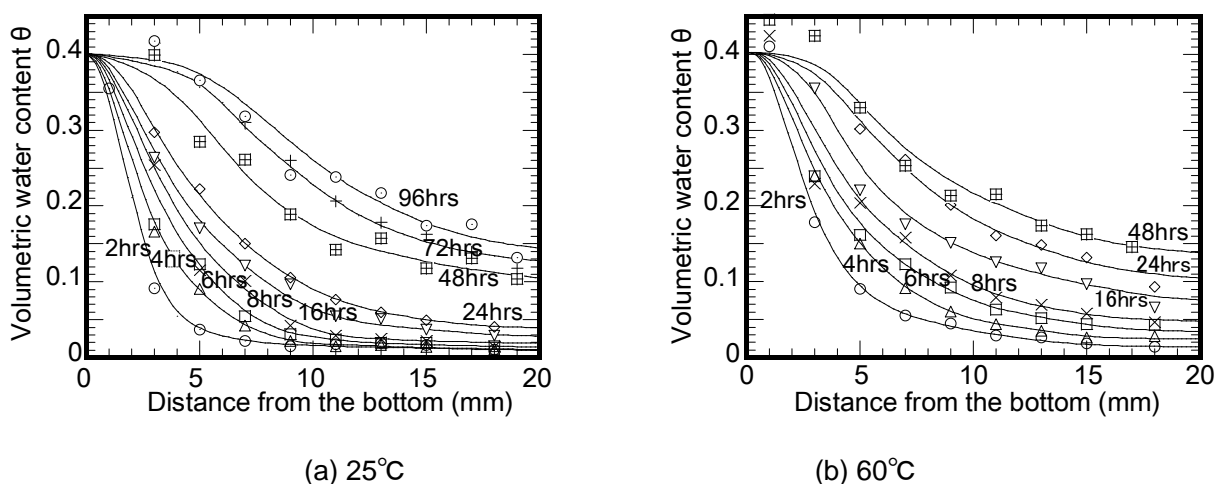 Volumetric water content θ
0.4
0.3
0.2
0.1
0
0 5 10 15 20
Distance from the bottom (mm)
2hrs
4hrs
6hrs
8hrs
16hrs
24hrs
48hrs
72hrs
96hrs
(a) 25℃
Volumetric water content θ
0.4
0.3
0.2
0.1
0
0 5 10 15 20
Distance from the bottom (mm)
2hrs
4hrs
6hrs
8hrs
16hrs
24hrs
48hrs
(b) 60℃